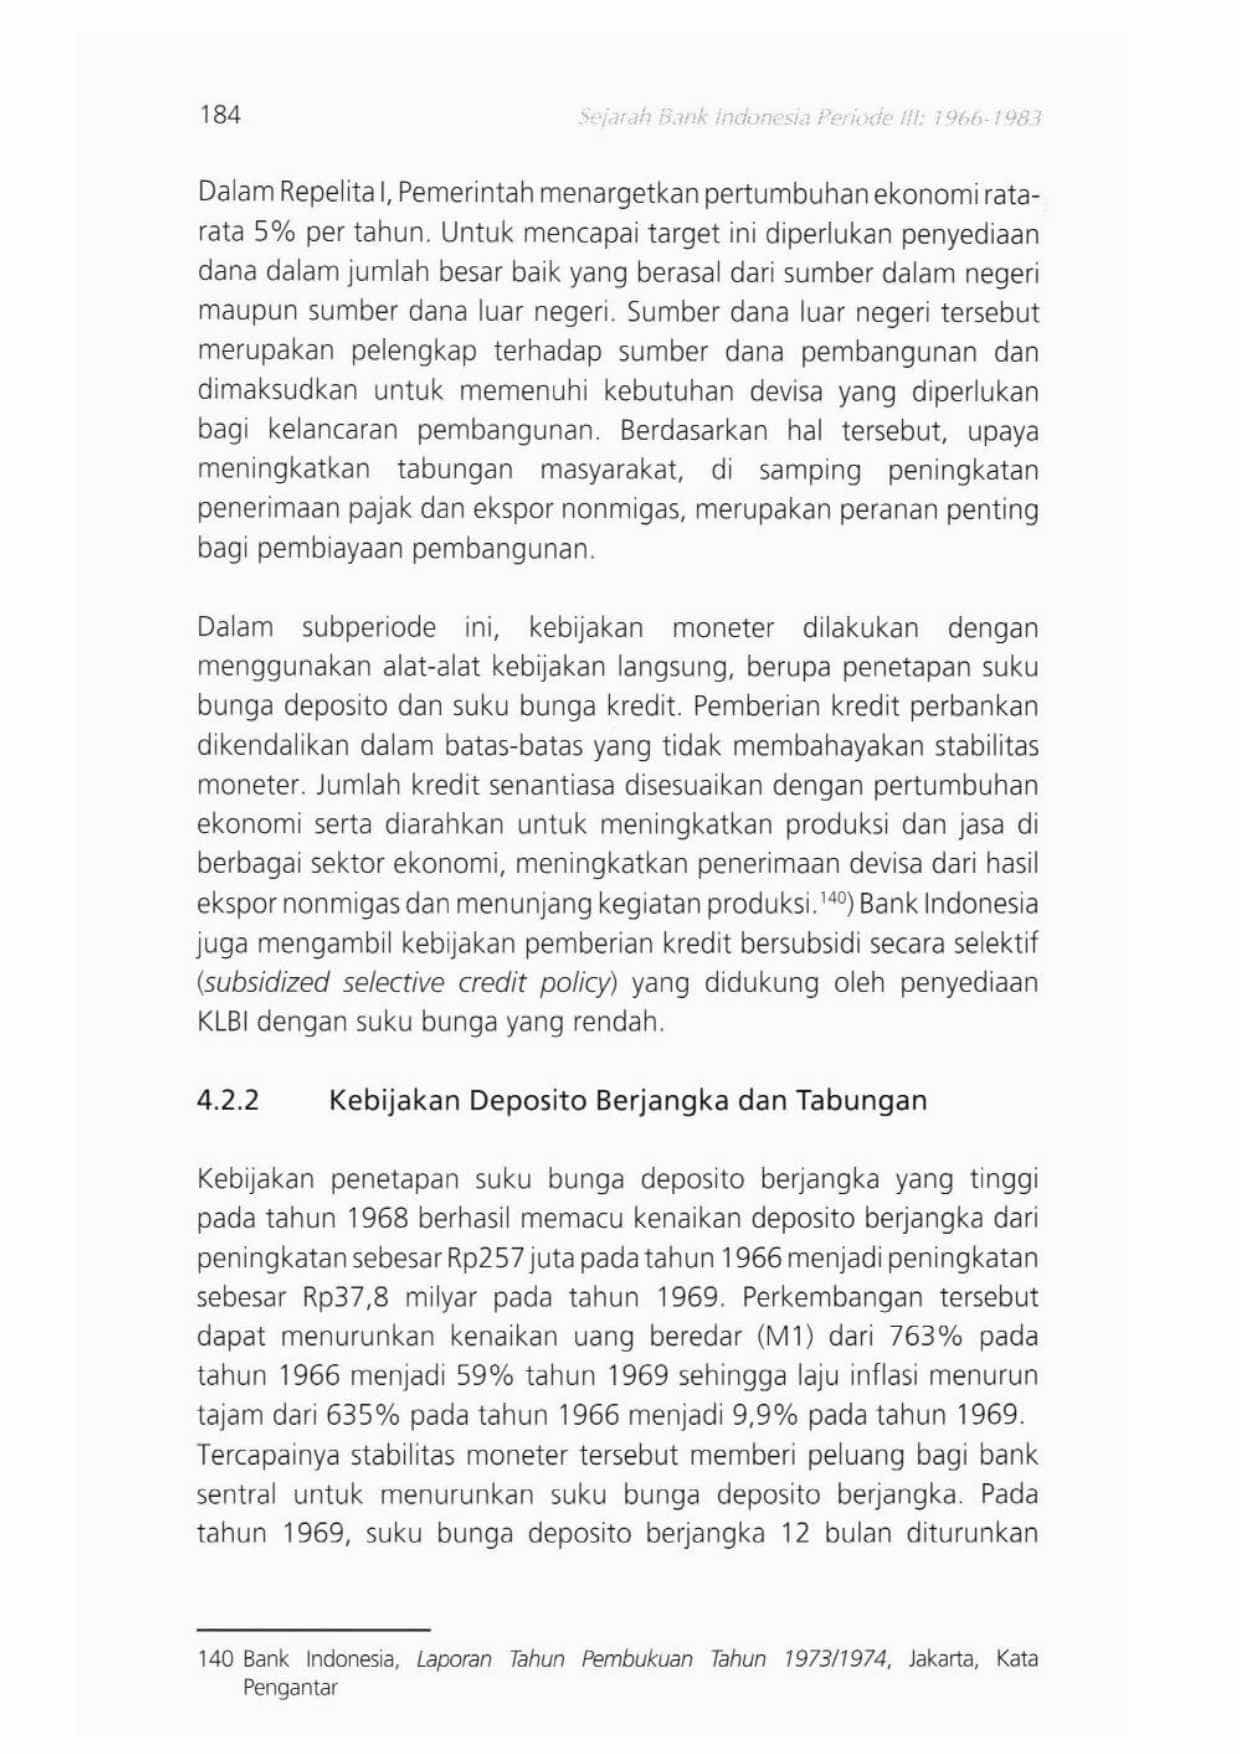 184
Sejarah Bank Indonesia Periode III: 1966-1983
Dalam Repelita I, Pemerintah menargetkan pertumbuhan ekonomi rata-
rata 5% per tahun. Untuk mencapai target ini diperlukan penyediaan
dana dalam jumlah besar baik yang berasal dari sumber dalam negeri
maupun sumber dana luar negeri. Sumber dana luar negeri tersebut
merupakan pelengkap terhadap sumber dana pembangunan dan
dimaksudkan untuk memenuhi kebutuhan devisa yang diperlukan
bagi kelancaran pembangunan. Berdasarkan hal tersebut, upaya
meningkatkan tabungan masyarakat, di samping peningkatan
penerimaan pajak dan ekspor nonmigas, merupakan peranan penting
bagi pembiayaan pembangunan.
Dalam subperiode ini, kebijakan moneter dilakukan dengan
menggunakan alat-alat kebijakan langsung, berupa penetapan suku
bunga deposito dan suku bunga kredit. Pemberian kredit perbankan
dikendalikan dalam batas-batas yang tidak membahayakan stabilitas
moneter. Jumlah kredit senantiasa disesuaikan dengan pertumbuhan
ekonomi serta diarahkan untuk meningkatkan produksi dan jasa di
berbagai sektor ekonomi, meningkatkan penerimaan devisa dari hasil
ekspor nonmigas dan menunjang kegiatan produksi.¹⁴⁰) Bank Indonesia
juga mengambil kebijakan pemberian kredit bersubsidi secara selektif
(subsidized selective credit policy) yang didukung oleh penyediaan
KLBI dengan suku bunga yang rendah.
4.2.2 Kebijakan Deposito Berjangka dan Tabungan
Kebijakan penetapan suku bunga deposito berjangka yang tinggi
pada tahun 1968 berhasil memacu kenaikan deposito berjangka dari
peningkatan sebesar Rp257 juta pada tahun 1966 menjadi peningkatan
sebesar Rp37,8 milyar pada tahun 1969. Perkembangan tersebut
dapat menurunkan kenaikan uang beredar (M1) dari 763% pada
tahun 1966 menjadi 59% tahun 1969 sehingga laju inflasi menurun
tajam dari 635% pada tahun 1966 menjadi 9,9% pada tahun 1969.
Tercapainya stabilitas moneter tersebut memberi peluang bagi bank
sentral untuk menurunkan suku bunga deposito berjangka. Pada
tahun 1969, suku bunga deposito berjangka 12 bulan diturunkan
140 Bank Indonesia, Laporan Tahun Pembukuan Tahun 1973/1974, Jakarta, Kata
Pengantar